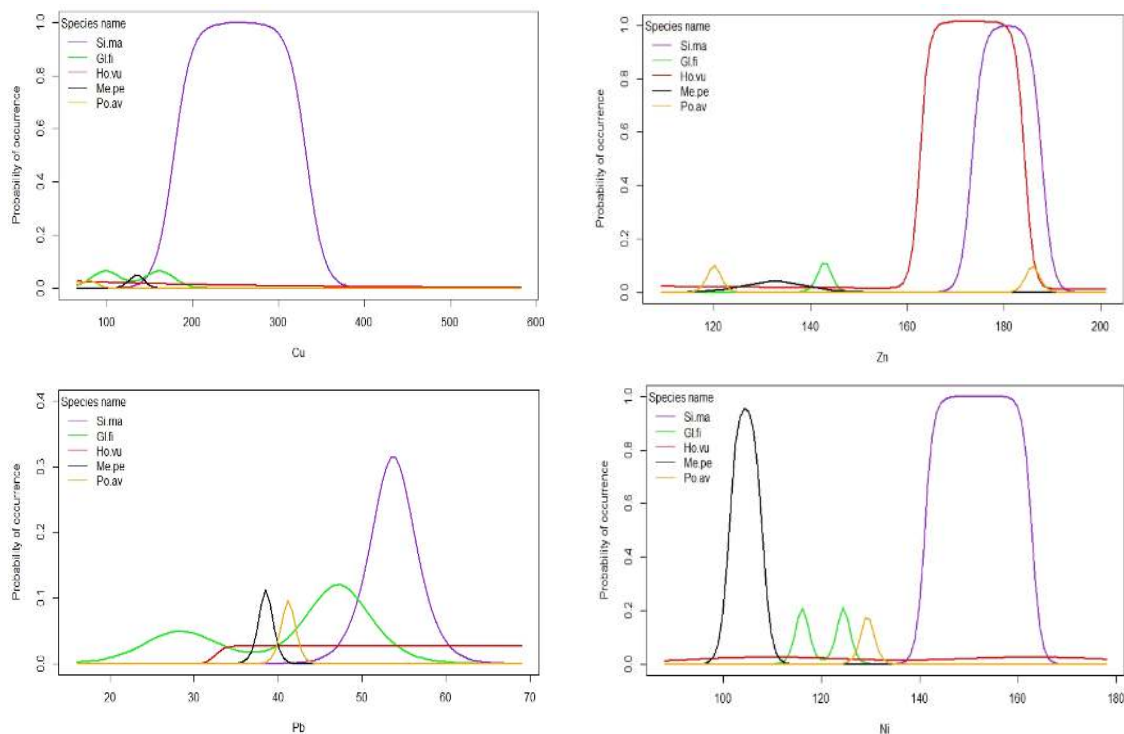 Species name
Si.ma
Gl.fi
Ho.vu
Me.pe
Po.av
Probability of occurrence
0.0
0.2
0.4
0.6
0.8
1.0
100
200
300
400
500
600
Cu
Species name
Si.ma
Gl.fi
Ho.vu
Me.pe
Po.av
Probability of occurrence
0.0
0.2
0.4
0.6
0.8
1.0
120
140
160
180
200
Zn
Species name
Si.ma
Gl.fi
Ho.vu
Me.pe
Po.av
Probability of occurrence
0.0
0.1
0.2
0.3
0.4
20
30
40
50
60
70
Pb
Species name
Si.ma
Gl.fi
Ho.vu
Me.pe
Po.av
Probability of occurrence
0.0
0.2
0.4
0.6
0.8
1.0
100
120
140
160
180
Ni